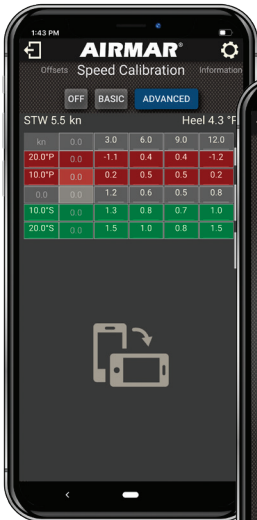 1:43 PM
AIRMAR®
Offsets Speed Calibration Information
OFF BASIC ADVANCED
STW 5.5 kn Heel 4.3 °F
kn 0.0 3.0 6.0 9.0 12.0
20.0°P 0.0 -1.1 0.4 0.4 -1.2
10.0°P 0.0 0.2 0.5 0.5 0.2
0.0 0.0 1.2 0.6 0.5 0.8
10.0°S 0.0 1.3 0.8 0.7 1.0
20.0°S 0.0 1.5 1.0 0.8 1.5